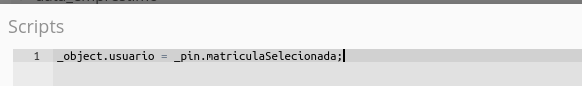 Scripts
1 _object.usuario = _pin.matriculaSelecionada;